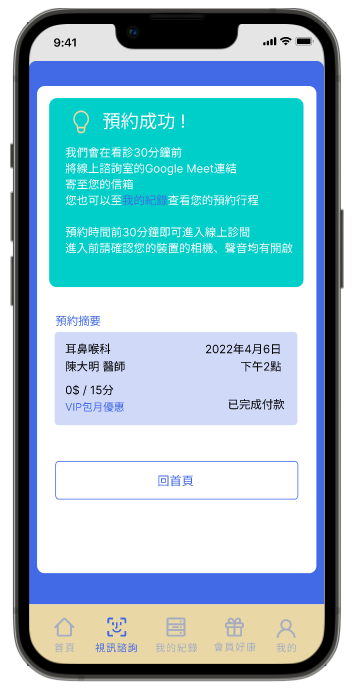 9:41
預約成功！
我們會在看診30分鐘前
將線上諮詢室的Google Meet連結
寄至您的信箱
您也可以至我的紀錄查看您的預約行程
預約時間前30分鐘即可進入線上診間
進入前請確認您的裝置的相機、聲音均有開啟
預約摘要
耳鼻喉科 2022年4月6日
陳大明 醫師 下午2點
0$ / 15分
VIP包月優惠 已完成付款
回首頁
首頁 視訊諮詢 我的紀錄 會員好康 我的